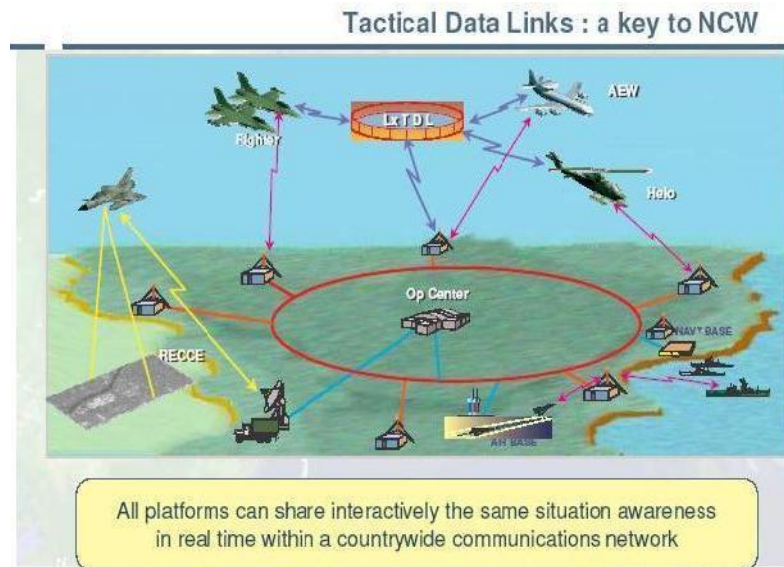 Tactical Data Links : a key to NCW
AEW
Lx T D L
Fighter
Helo
Op Center
NAVY BASE
RECCE
AIR BASE
All platforms can share interactively the same situation awareness
in real time within a countrywide communications network